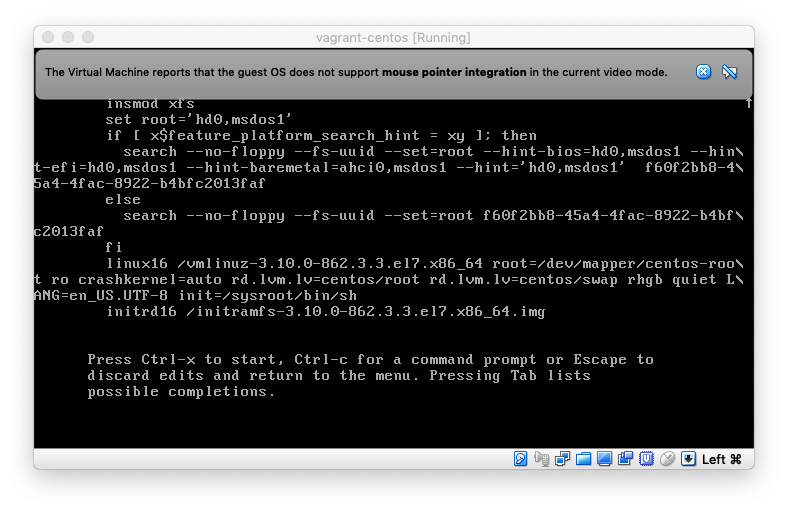 vagrant-centos [Running]
The Virtual Machine reports that the guest OS does not support mouse pointer integration in the current video mode.
insmod xfs
set root='hd0,msdos1'
if [ x$feature_platform_search_hint = xy ]; then
search --no-floppy --fs-uuid --set=root --hint-bios=hd0,msdos1 --hin\
t-efi=hd0,msdos1 --hint-baremetal=ahci0,msdos1 --hint='hd0,msdos1'  f60f2bb8-4\
5a4-4fac-8922-b4bfc2013faf
else
search --no-floppy --fs-uuid --set=root f60f2bb8-45a4-4fac-8922-b4bf\
c2013faf
fi
linux16 /vmlinuz-3.10.0-862.3.3.el7.x86_64 root=/dev/mapper/centos-roo\
t ro crashkernel=auto rd.lvm.lv=centos/root rd.lvm.lv=centos/swap rhgb quiet L\
ANG=en_US.UTF-8 init=/sysroot/bin/sh
initrd16 /initramfs-3.10.0-862.3.3.el7.x86_64.img
Press Ctrl-x to start, Ctrl-c for a command prompt or Escape to
discard edits and return to the menu. Pressing Tab lists
possible completions.
Left ⌘